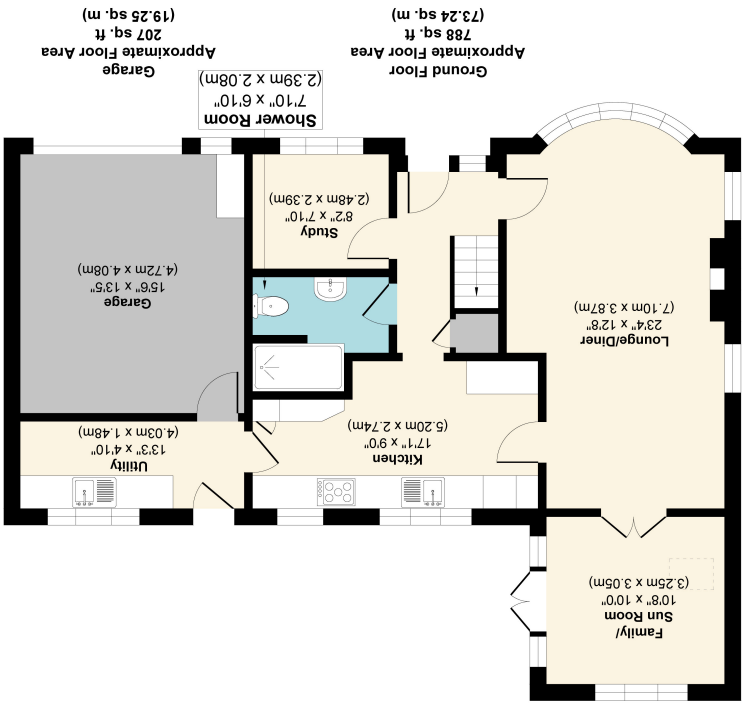 Family/
Sun Room
10'8" x 10'0
(3.25m x 3.05m)
Kitchen
17'1" x 9'0
(5.20m x 2.74m)
Utility
13'3" x 4'10"
(4.03m x 1.48m)
Lounge/Diner
23'4" x 12'8
(7.10m x 3.87m)
Garage
15'6" x 13'5"
(4.72m x 4.08m)
Study
8'2" x 7'10"
(2.48m x 2.39m)
Shower Room
7'10" x 6'10"
(2.39m x 2.08m)
Ground Floor
Approximate Floor Area
788 sq. ft
(73.24 sq. m)
Garage
Approximate Floor Area
207 sq. ft
(19.25 sq. m)